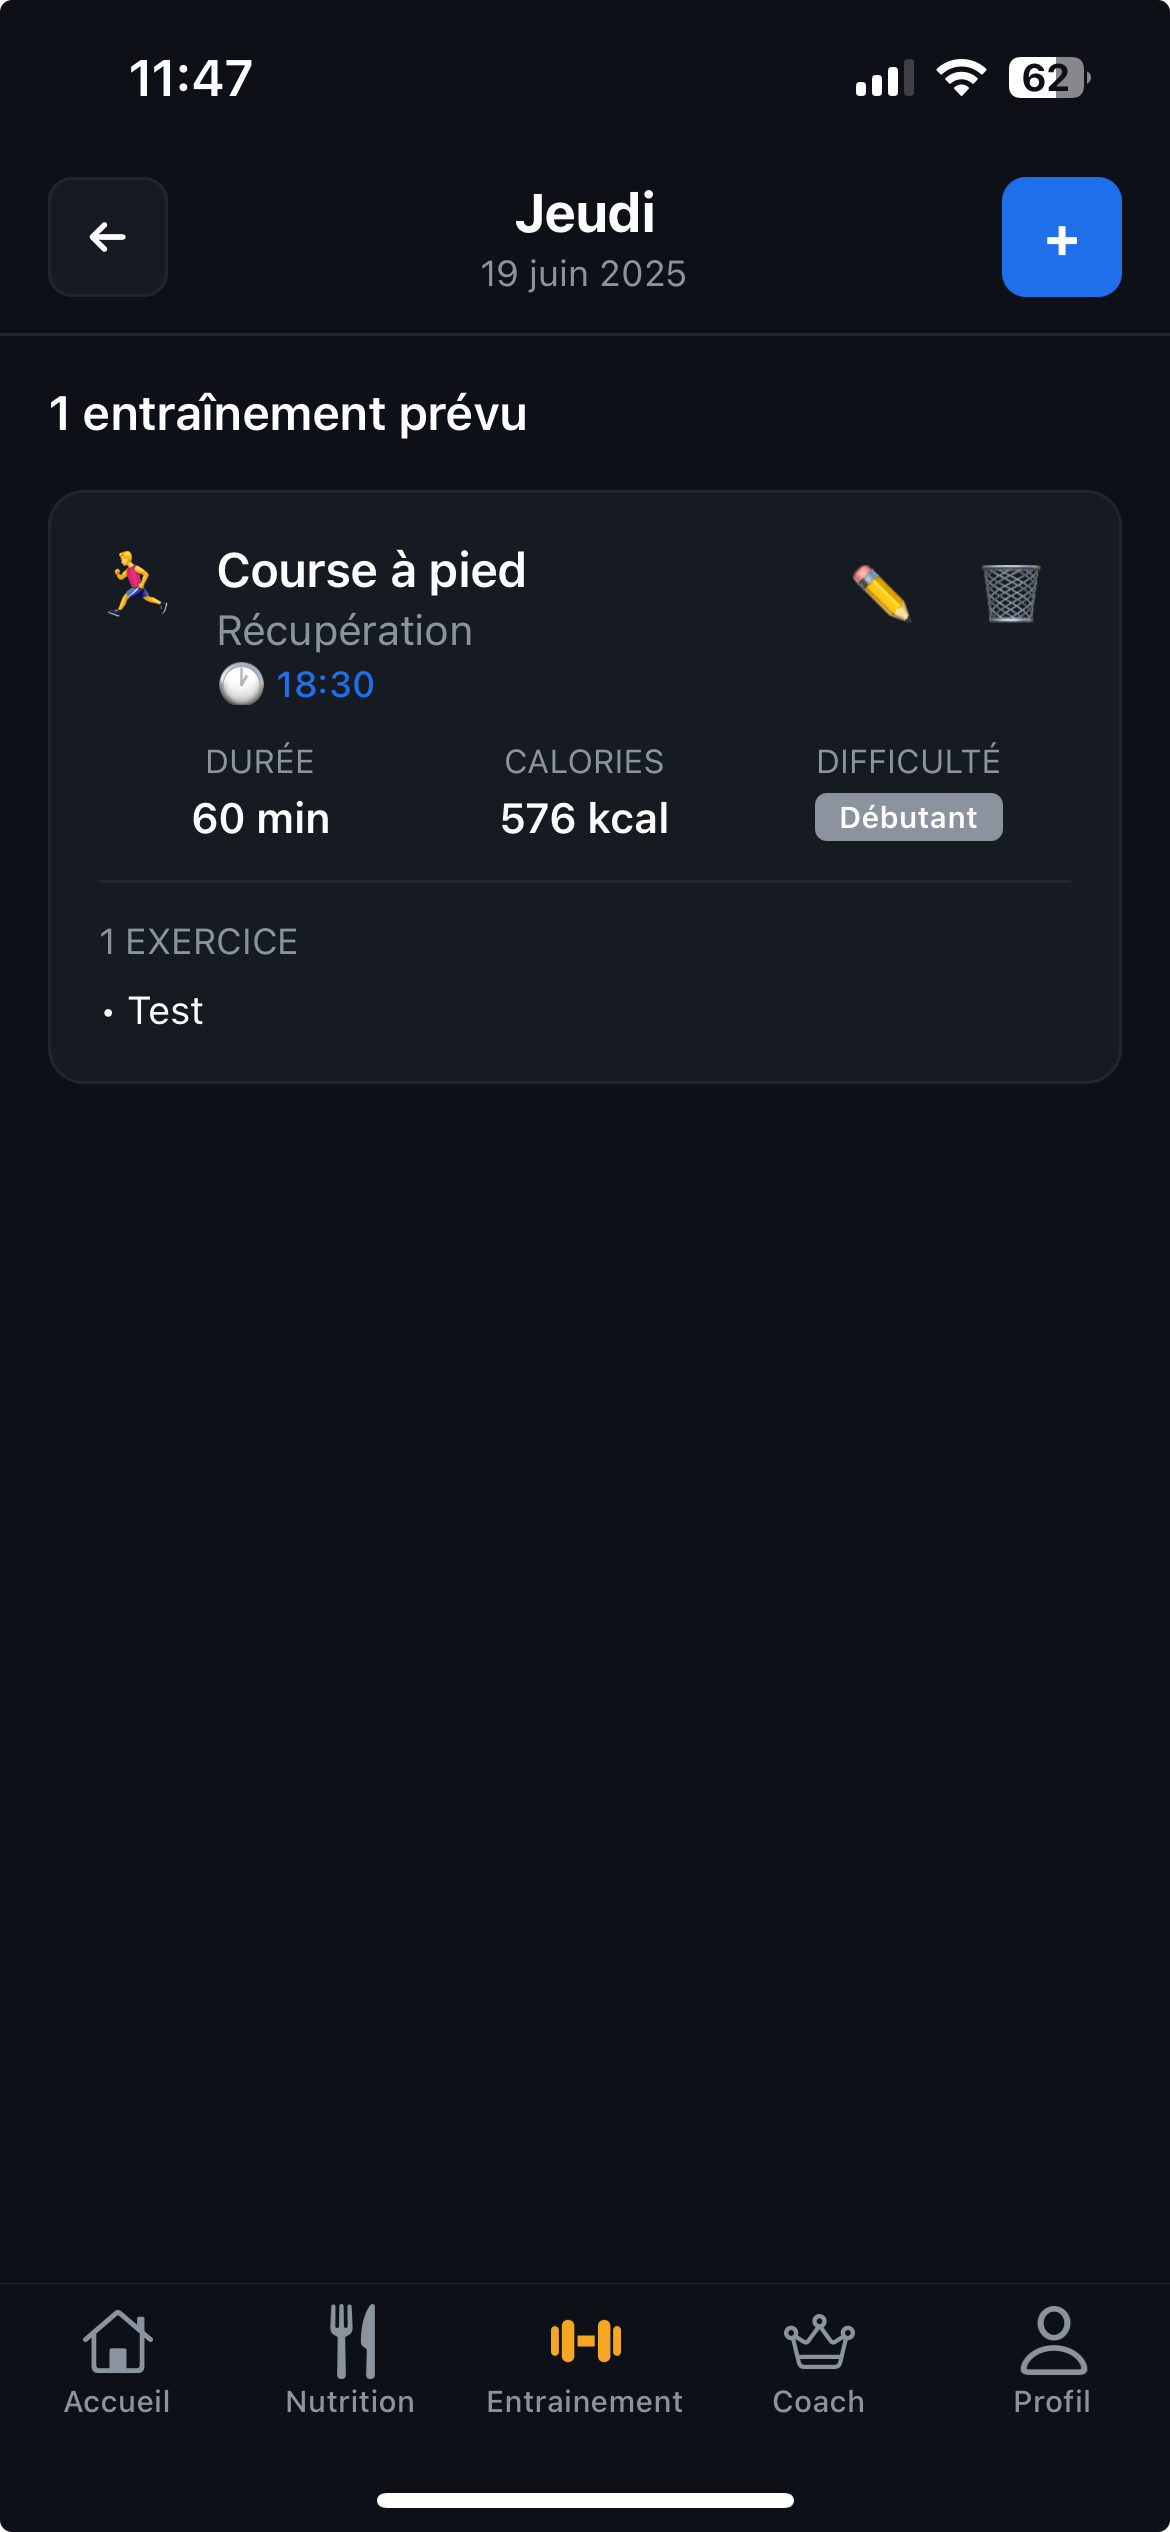 11:47
62
Jeudi
19 juin 2025
+
1 entraînement prévu
Course à pied
Récupération
18:30
DURÉE CALORIES DIFFICULTÉ
60 min 576 kcal Débutant
1 EXERCICE
• Test
Accueil Nutrition Entrainement Coach Profil